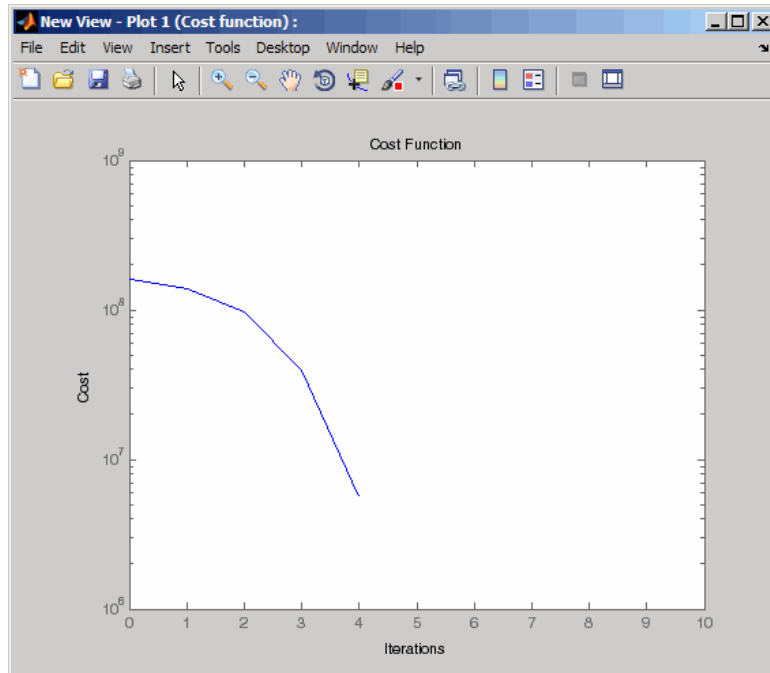 New View - Plot 1 (Cost function) :
File Edit View Insert Tools Desktop Window Help
Cost Function
10^9
10^8
10^7
10^6
Cost
0 1 2 3 4 5 6 7 8 9 10
Iterations